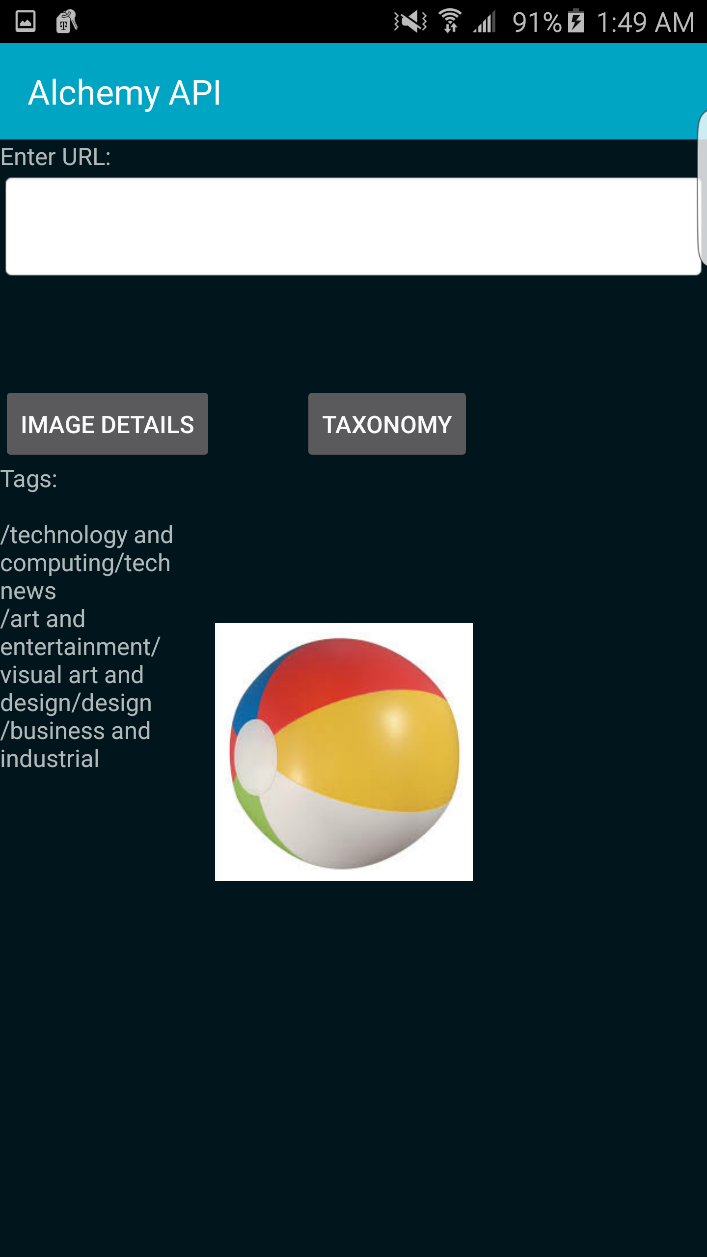 91% 1:49 AM
Alchemy API
Enter URL:
IMAGE DETAILS TAXONOMY
Tags:
/technology and
computing/tech
news
/art and
entertainment/
visual art and
design/design
/business and
industrial